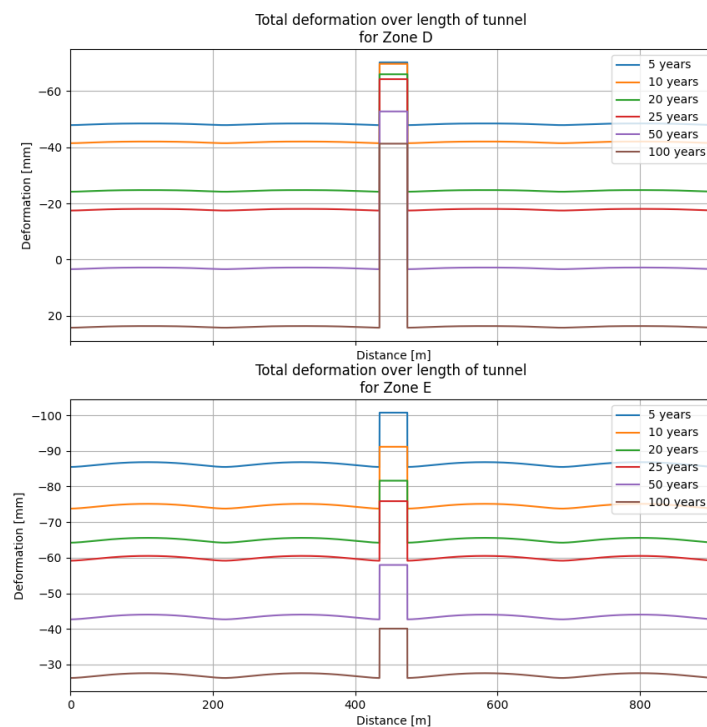 Total deformation over length of tunnel
for Zone D
−60
−40
−20
0
20
Deformation [mm]
5 years
10 years
20 years
25 years
50 years
100 years
Distance [m]
Total deformation over length of tunnel
for Zone E
−100
−90
−80
−70
−60
−50
−40
−30
Deformation [mm]
5 years
10 years
20 years
25 years
50 years
100 years
0
200
400
600
800
Distance [m]